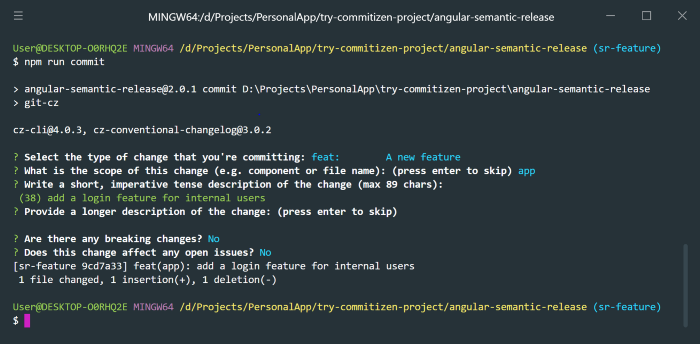 MINGW64:/d/Projects/PersonalApp/try-commitizen-project/angular-semantic-release
User@DESKTOP-O0RHQ2E MINGW64 /d/Projects/PersonalApp/try-commitizen-project/angular-semantic-release (sr-feature)
$ npm run commit
> angular-semantic-release@2.0.1 commit D:\Projects\PersonalApp\try-commitizen-project\angular-semantic-release
> git-cz
cz-cli@4.0.3, cz-conventional-changelog@3.0.2
? Select the type of change that you're committing: feat: A new feature
? What is the scope of this change (e.g. component or file name): (press enter to skip) app
? Write a short, imperative tense description of the change (max 89 chars):
(38) add a login feature for internal users
? Provide a longer description of the change: (press enter to skip)
? Are there any breaking changes? No
? Does this change affect any open issues? No
[sr-feature 9cd7a33] feat(app): add a login feature for internal users
1 file changed, 1 insertion(+), 1 deletion(-)
User@DESKTOP-O0RHQ2E MINGW64 /d/Projects/PersonalApp/try-commitizen-project/angular-semantic-release (sr-feature)
$